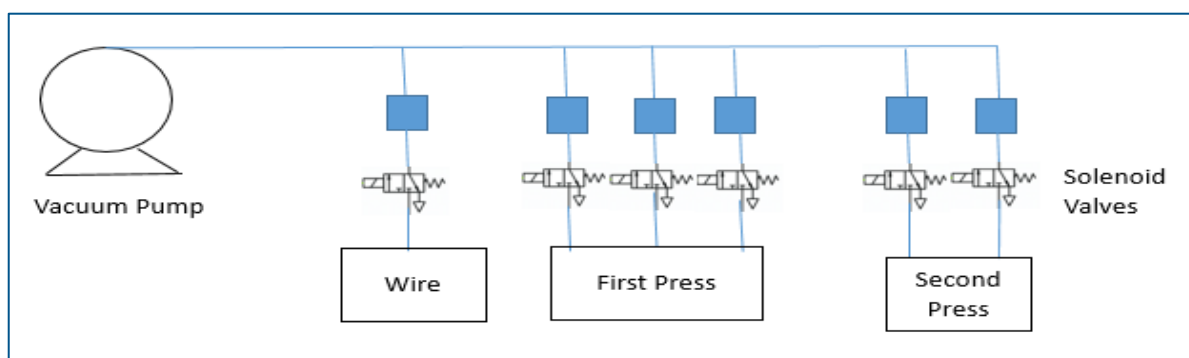 Vacuum Pump
Wire
First Press
Second
Press
Solenoid
Valves